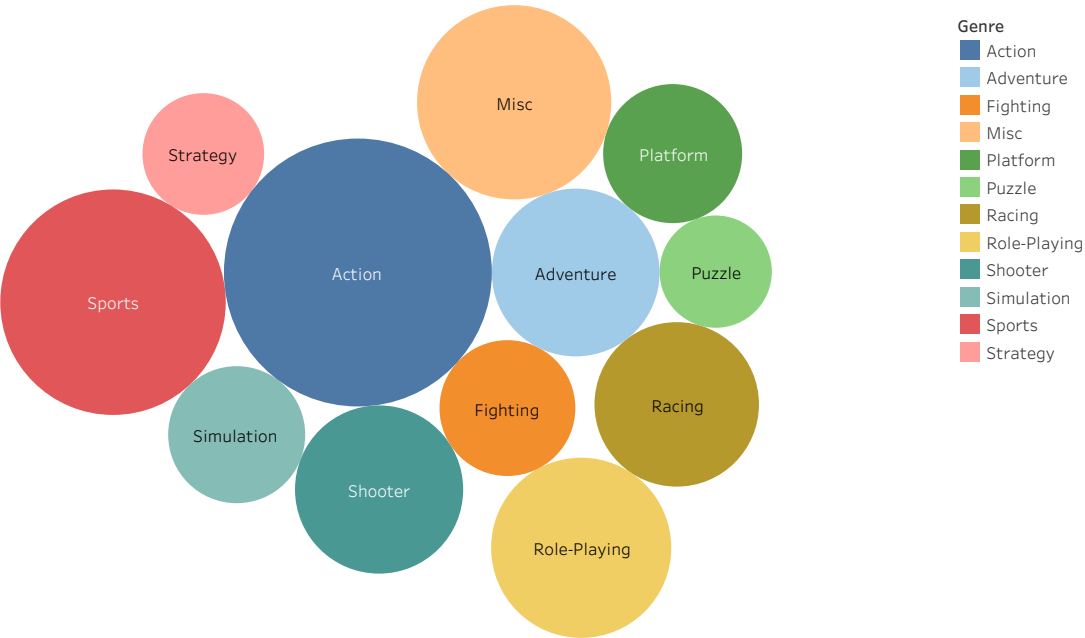 Misc
Strategy
Platform
Action
Adventure
Puzzle
Sports
Fighting
Racing
Simulation
Shooter
Role-Playing
Genre
Action
Adventure
Fighting
Misc
Platform
Puzzle
Racing
Role-Playing
Shooter
Simulation
Sports
Strategy